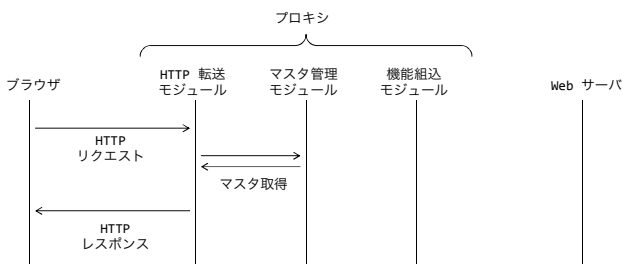 プロキシ
ブラウザ
HTTP 転送
モジュール
マスタ管理
モジュール
機能組込
モジュール
Web サーバ
HTTP
リクエスト
マスタ取得
HTTP
レスポンス